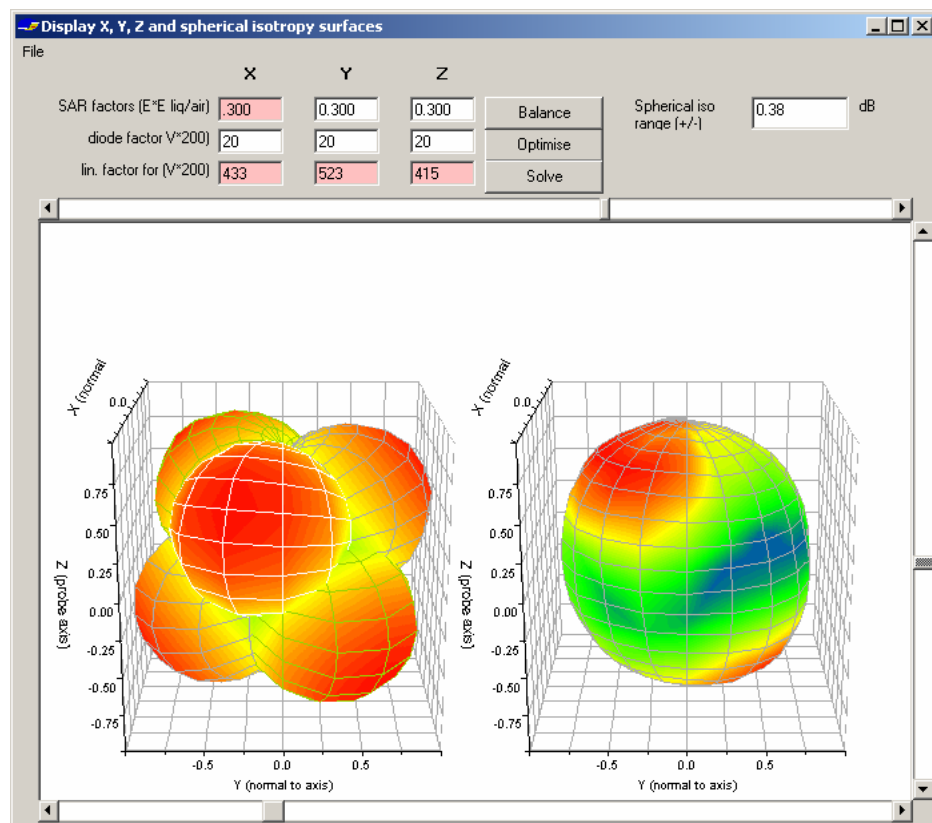 Display X, Y, Z and spherical isotropy surfaces
File
X Y Z
SAR factors (E*E liq/air) .300 0.300 0.300 Balance Spherical iso range (+/-) 0.38 dB
diode factor V*200) 20 20 20 Optimise
lin. factor for (V*200) 433 523 415 Solve
X (normal
0.0
0.75
0.50
0.25
0.00
-0.25
-0.50
-0.75
Z (probe axis)
-0.5 0.0 0.5
Y (normal to axis)
X (normal
0.0
0.75
0.50
0.25
0.00
-0.25
-0.50
-0.75
Z (probe axis)
-0.5 0.0 0.5
Y (normal to axis)